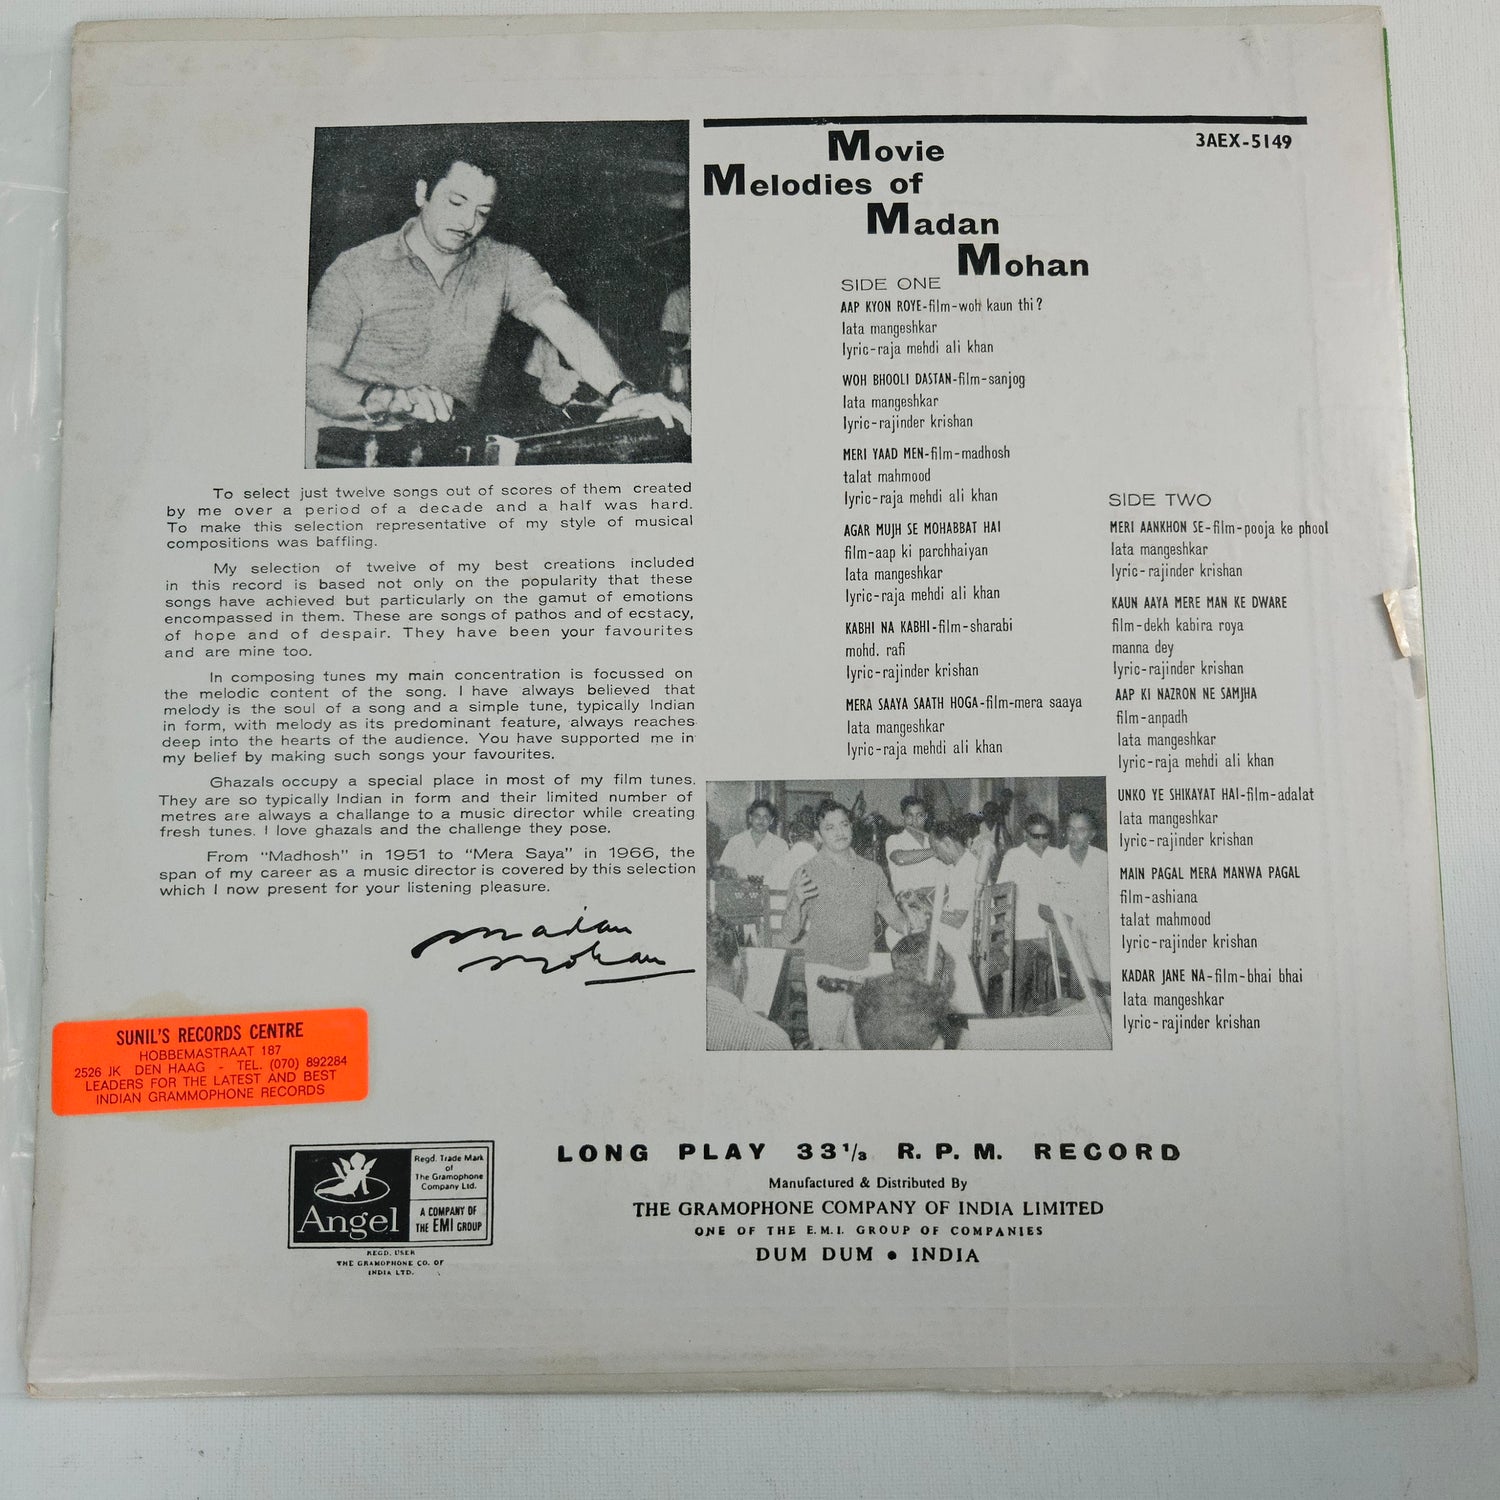 3AEX-5149
Movie
Melodies of
Madan
Mohan
To select just twelve songs out of scores of them created
by me over a period of a decade and a half was hard.
To make this selection representative of my style of musical
compositions was baffling.
My selection of twelve of my best creations included
in this record is based not only on the popularity that these
songs have achieved but particularly on the gamut of emotions
encompassed in them. These are songs of pathos and of ecstacy,
of hope and of despair. They have been your favourites
and are mine too.
In composing tunes my main concentration is focussed on
the melodic content of the song. I have always believed that
melody is the soul of a song and a simple tune, typically Indian
in form, with melody as its predominant feature, always reaches
deep into the hearts of the audience. You have supported me in
my belief by making such songs your favourites.
Ghazals occupy a special place in most of my film tunes.
They are so typically Indian in form and their limited number of
metres are always a challange to a music director while creating
fresh tunes. I love ghazals and the challenge they pose.
From "Madhosh" in 1951 to "Mera Saya" in 1966, the
span of my career as a music director is covered by this selection
which I now present for your listening pleasure.
madan
mohan
SIDE ONE
AAP KYON ROYE-film-woh kaun thi?
lata mangeshkar
lyric-raja mehdi ali khan
WOH BHOOLI DASTAN-film-sanjog
lata mangeshkar
lyric-rajinder krishan
MERI YAAD MEN-film-madhosh
talat mahmood
lyric-raja mehdi ali khan
AGAR MUJH SE MOHABBAT HAI
film-aap ki parchhaiyan
lata mangeshkar
lyric-raja mehdi ali khan
KABHI NA KABHI-film-sharabi
mohd. rafi
lyric-rajinder krishan
MERA SAAYA SAATH HOGA-film-mera saaya
lata mangeshkar
lyric-raja mehdi ali khan
SIDE TWO
MERI AANKHON SE-film-pooja ke phool
lata mangeshkar
lyric-rajinder krishan
KAUN AAYA MERE MAN KE DWARE
film-dekh kabira roya
manna dey
lyric-rajinder krishan
AAP KI NAZRON NE SAMJHA
film-anpadh
lata mangeshkar
lyric-raja mehdi ali khan
UNKO YE SHIKAYAT HAI-film-adalat
lata mangeshkar
lyric-rajinder krishan
MAIN PAGAL MERA MANWA PAGAL
film-ashiana
talat mahmood
lyric-rajinder krishan
KADAR JANE NA-film-bhai bhai
lata mangeshkar
lyric-rajinder krishan
SUNIL'S RECORDS CENTRE
HOBBEMASTRAAT 187
2526 JK DEN HAAG - TEL. (070) 892284
LEADERS FOR THE LATEST AND BEST
INDIAN GRAMMOPHONE RECORDS
Angel
Regd. Trade Mark
of
The Gramophone
Company Ltd.
A COMPANY OF
THE EMI GROUP
REGD. USER
THE GRAMOPHONE CO. OF
INDIA LTD.
LONG PLAY 33⅓ R.P.M. RECORD
Manufactured & Distributed By
THE GRAMOPHONE COMPANY OF INDIA LIMITED
ONE OF THE E.M.I. GROUP OF COMPANIES
DUM DUM • INDIA